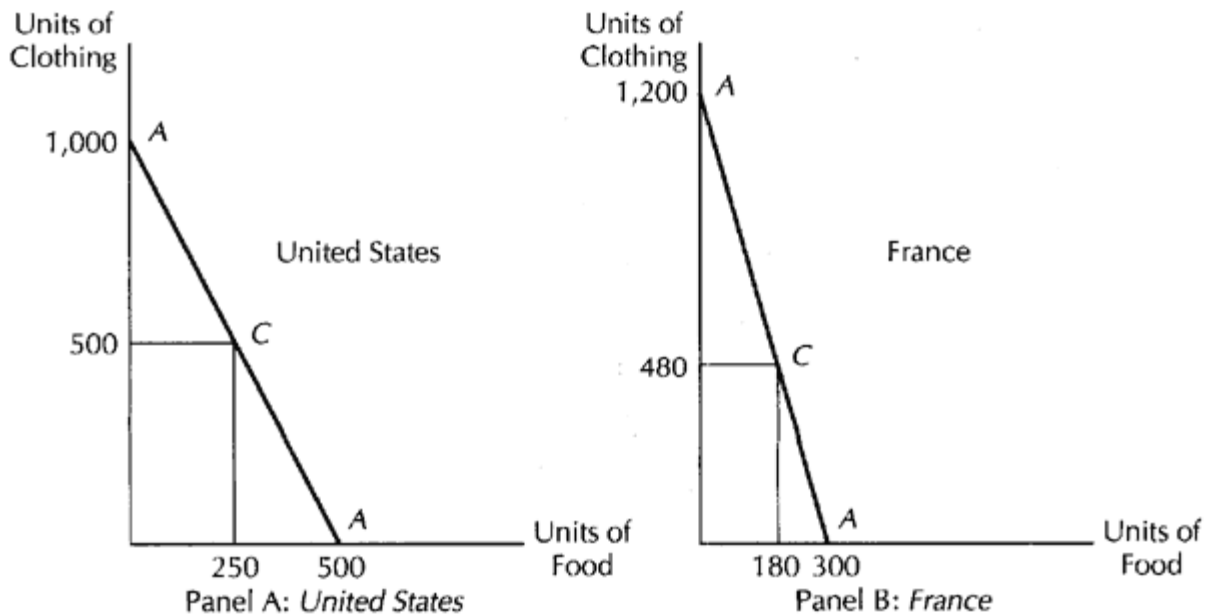 Units of
Clothing
1,000
A
United States
500
C
A
250
500
Units of
Food
Panel A: United States
Units of
Clothing
1,200
A
France
480
C
A
180
300
Units of
Food
Panel B: France